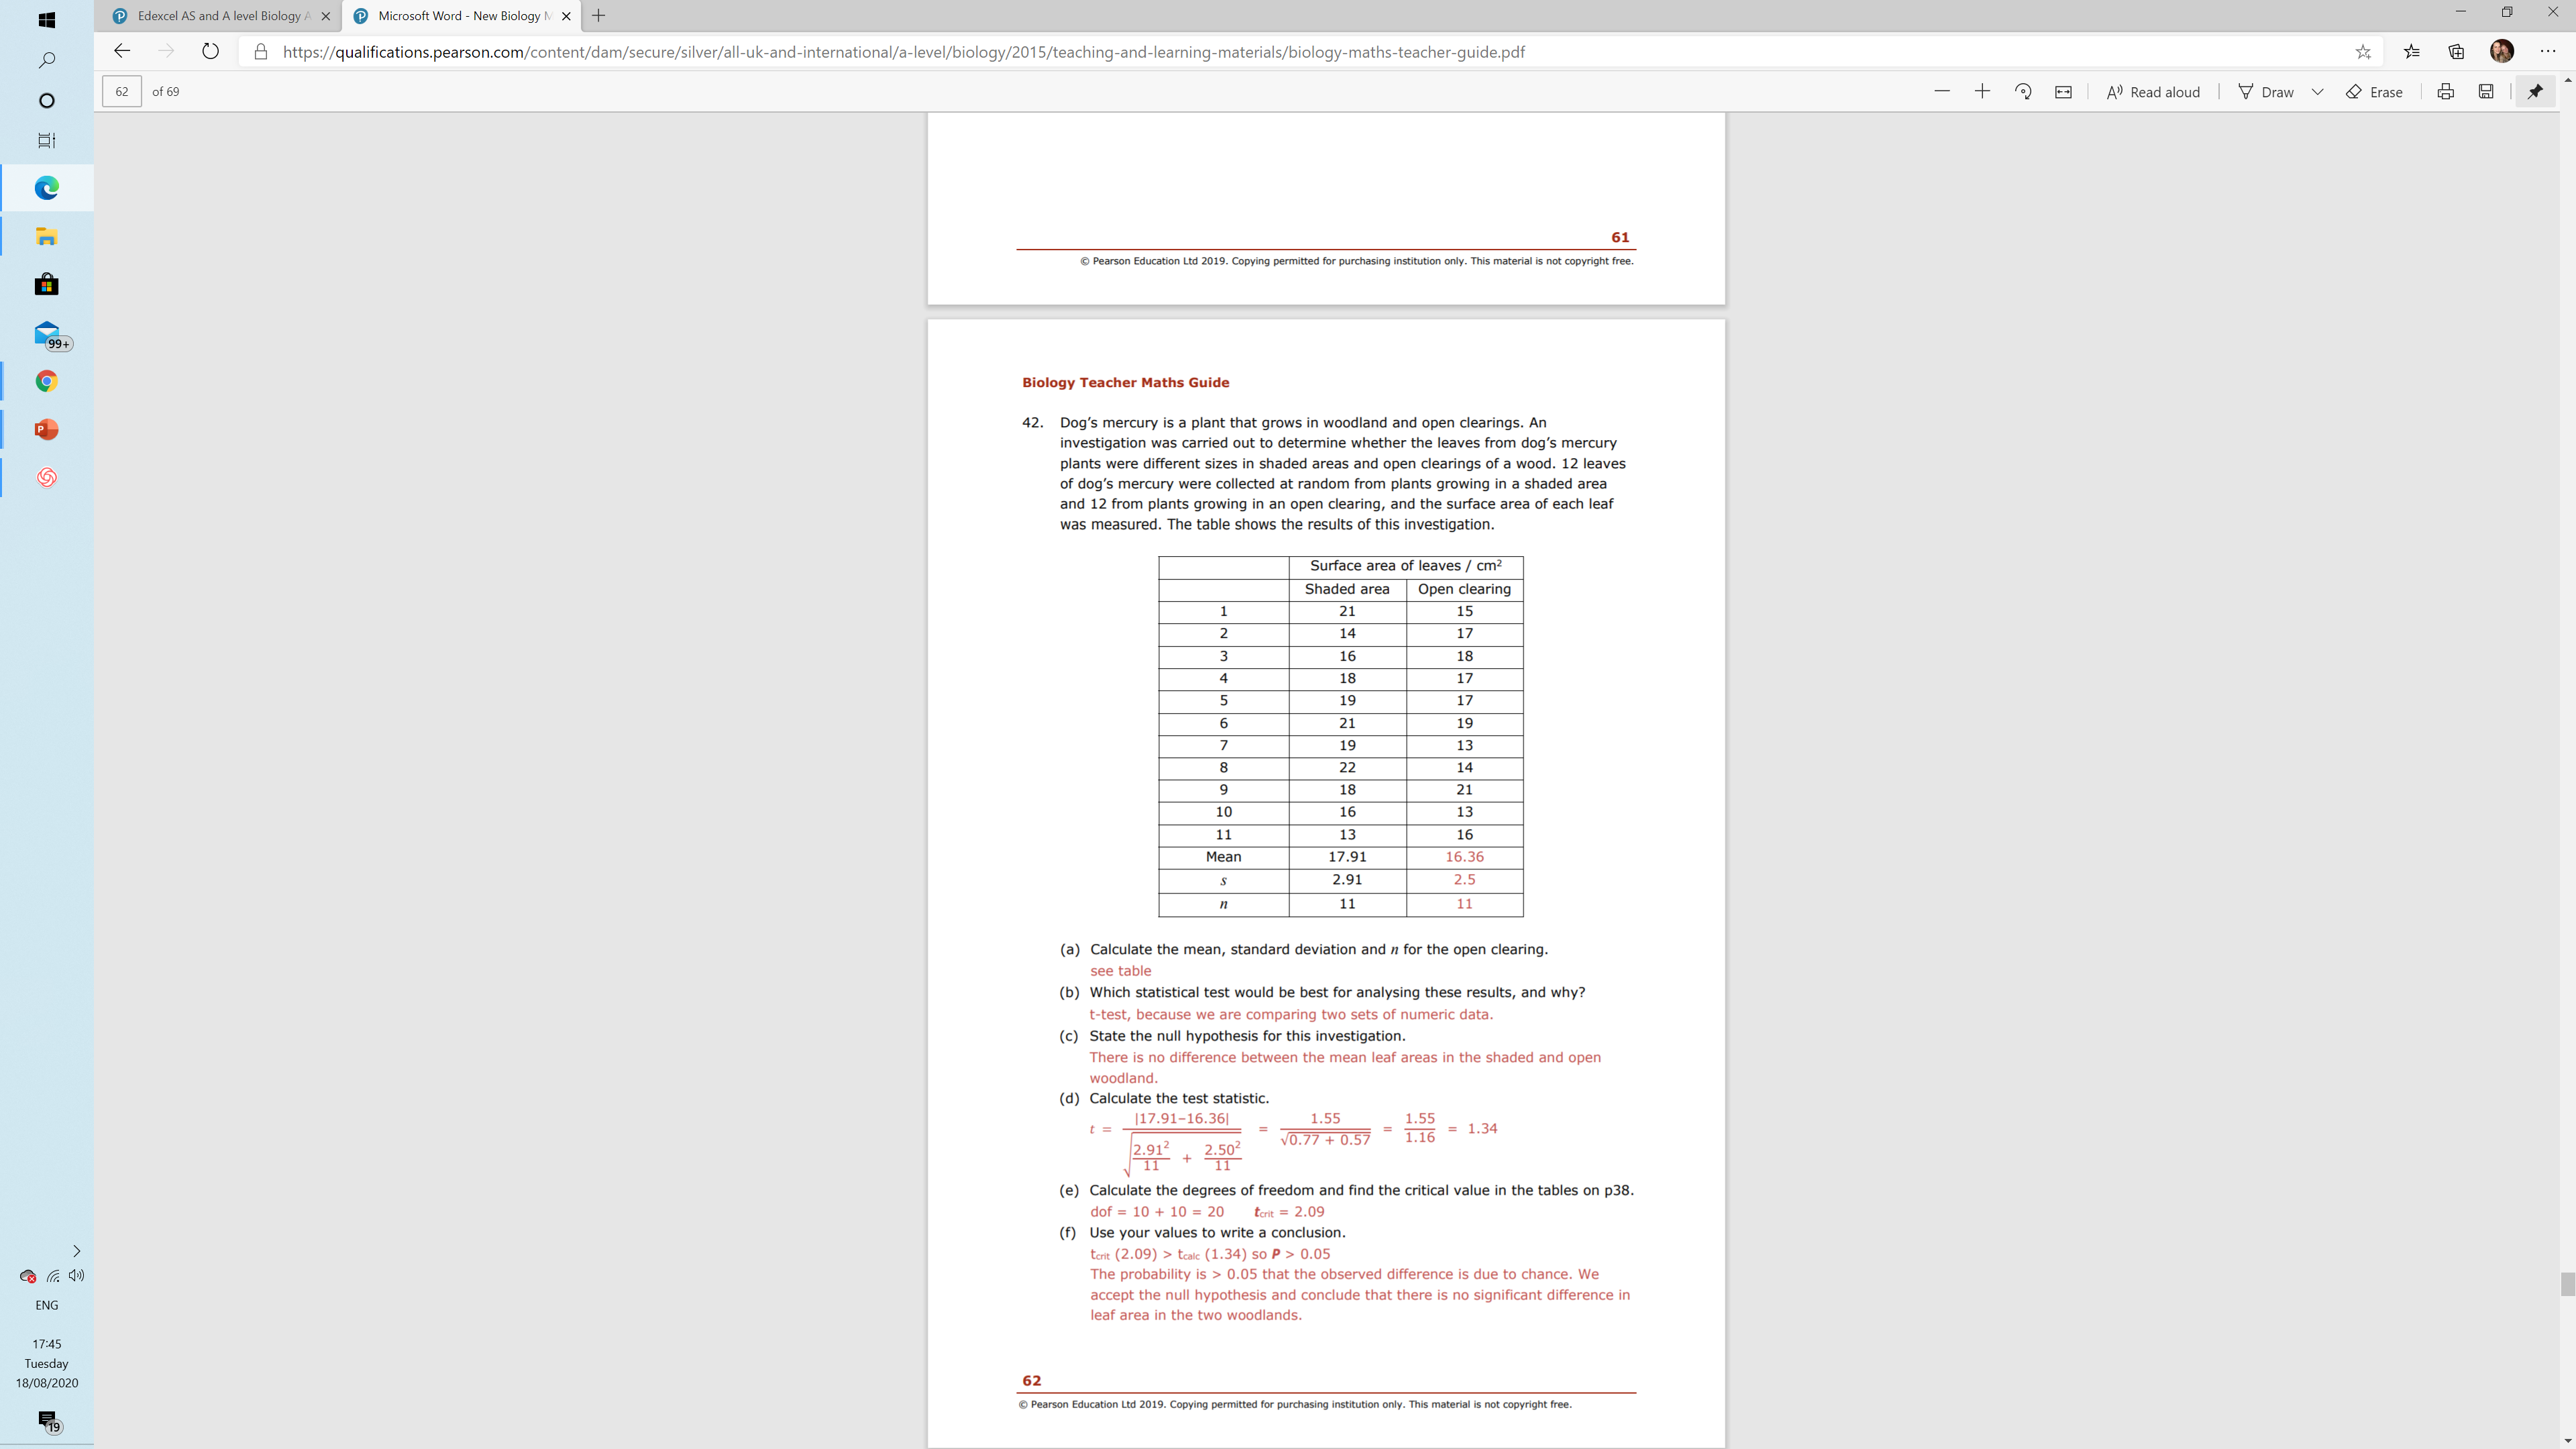 Edexcel AS and A level Biology A
Microsoft Word - New Biology M
https://qualifications.pearson.com/content/dam/secure/silver/all-uk-and-international/a-level/biology/2015/teaching-and-learning-materials/biology-maths-teacher-guide.pdf
62 of 69 Read aloud Draw Erase
61
© Pearson Education Ltd 2019. Copying permitted for purchasing institution only. This material is not copyright free.
Biology Teacher Maths Guide
42. Dog’s mercury is a plant that grows in woodland and open clearings. An
investigation was carried out to determine whether the leaves from dog’s mercury
plants were different sizes in shaded areas and open clearings of a wood. 12 leaves
of dog’s mercury were collected at random from plants growing in a shaded area
and 12 from plants growing in an open clearing, and the surface area of each leaf
was measured. The table shows the results of this investigation.
Surface area of leaves / cm²
Shaded area Open clearing
1 21 15
2 14 17
3 16 18
4 18 17
5 19 17
6 21 19
7 19 13
8 22 14
9 18 21
10 16 13
11 13 16
Mean 17.91 16.36
s 2.91 2.5
n 11 11
(a) Calculate the mean, standard deviation and n for the open clearing.
see table
(b) Which statistical test would be best for analysing these results, and why?
t-test, because we are comparing two sets of numeric data.
(c) State the null hypothesis for this investigation.
There is no difference between the mean leaf areas in the shaded and open
woodland.
(d) Calculate the test statistic.
t = |17.91–16.36| / √(2.91²/11 + 2.50²/11) = 1.55 / √0.77 + 0.57 = 1.55 / 1.16 = 1.34
(e) Calculate the degrees of freedom and find the critical value in the tables on p38.
dof = 10 + 10 = 20 tcrit = 2.09
(f) Use your values to write a conclusion.
tcrit (2.09) > tcalc (1.34) so P > 0.05
The probability is > 0.05 that the observed difference is due to chance. We
accept the null hypothesis and conclude that there is no significant difference in
leaf area in the two woodlands.
62
© Pearson Education Ltd 2019. Copying permitted for purchasing institution only. This material is not copyright free.
99+
P
ENG
17:45
Tuesday
18/08/2020
19